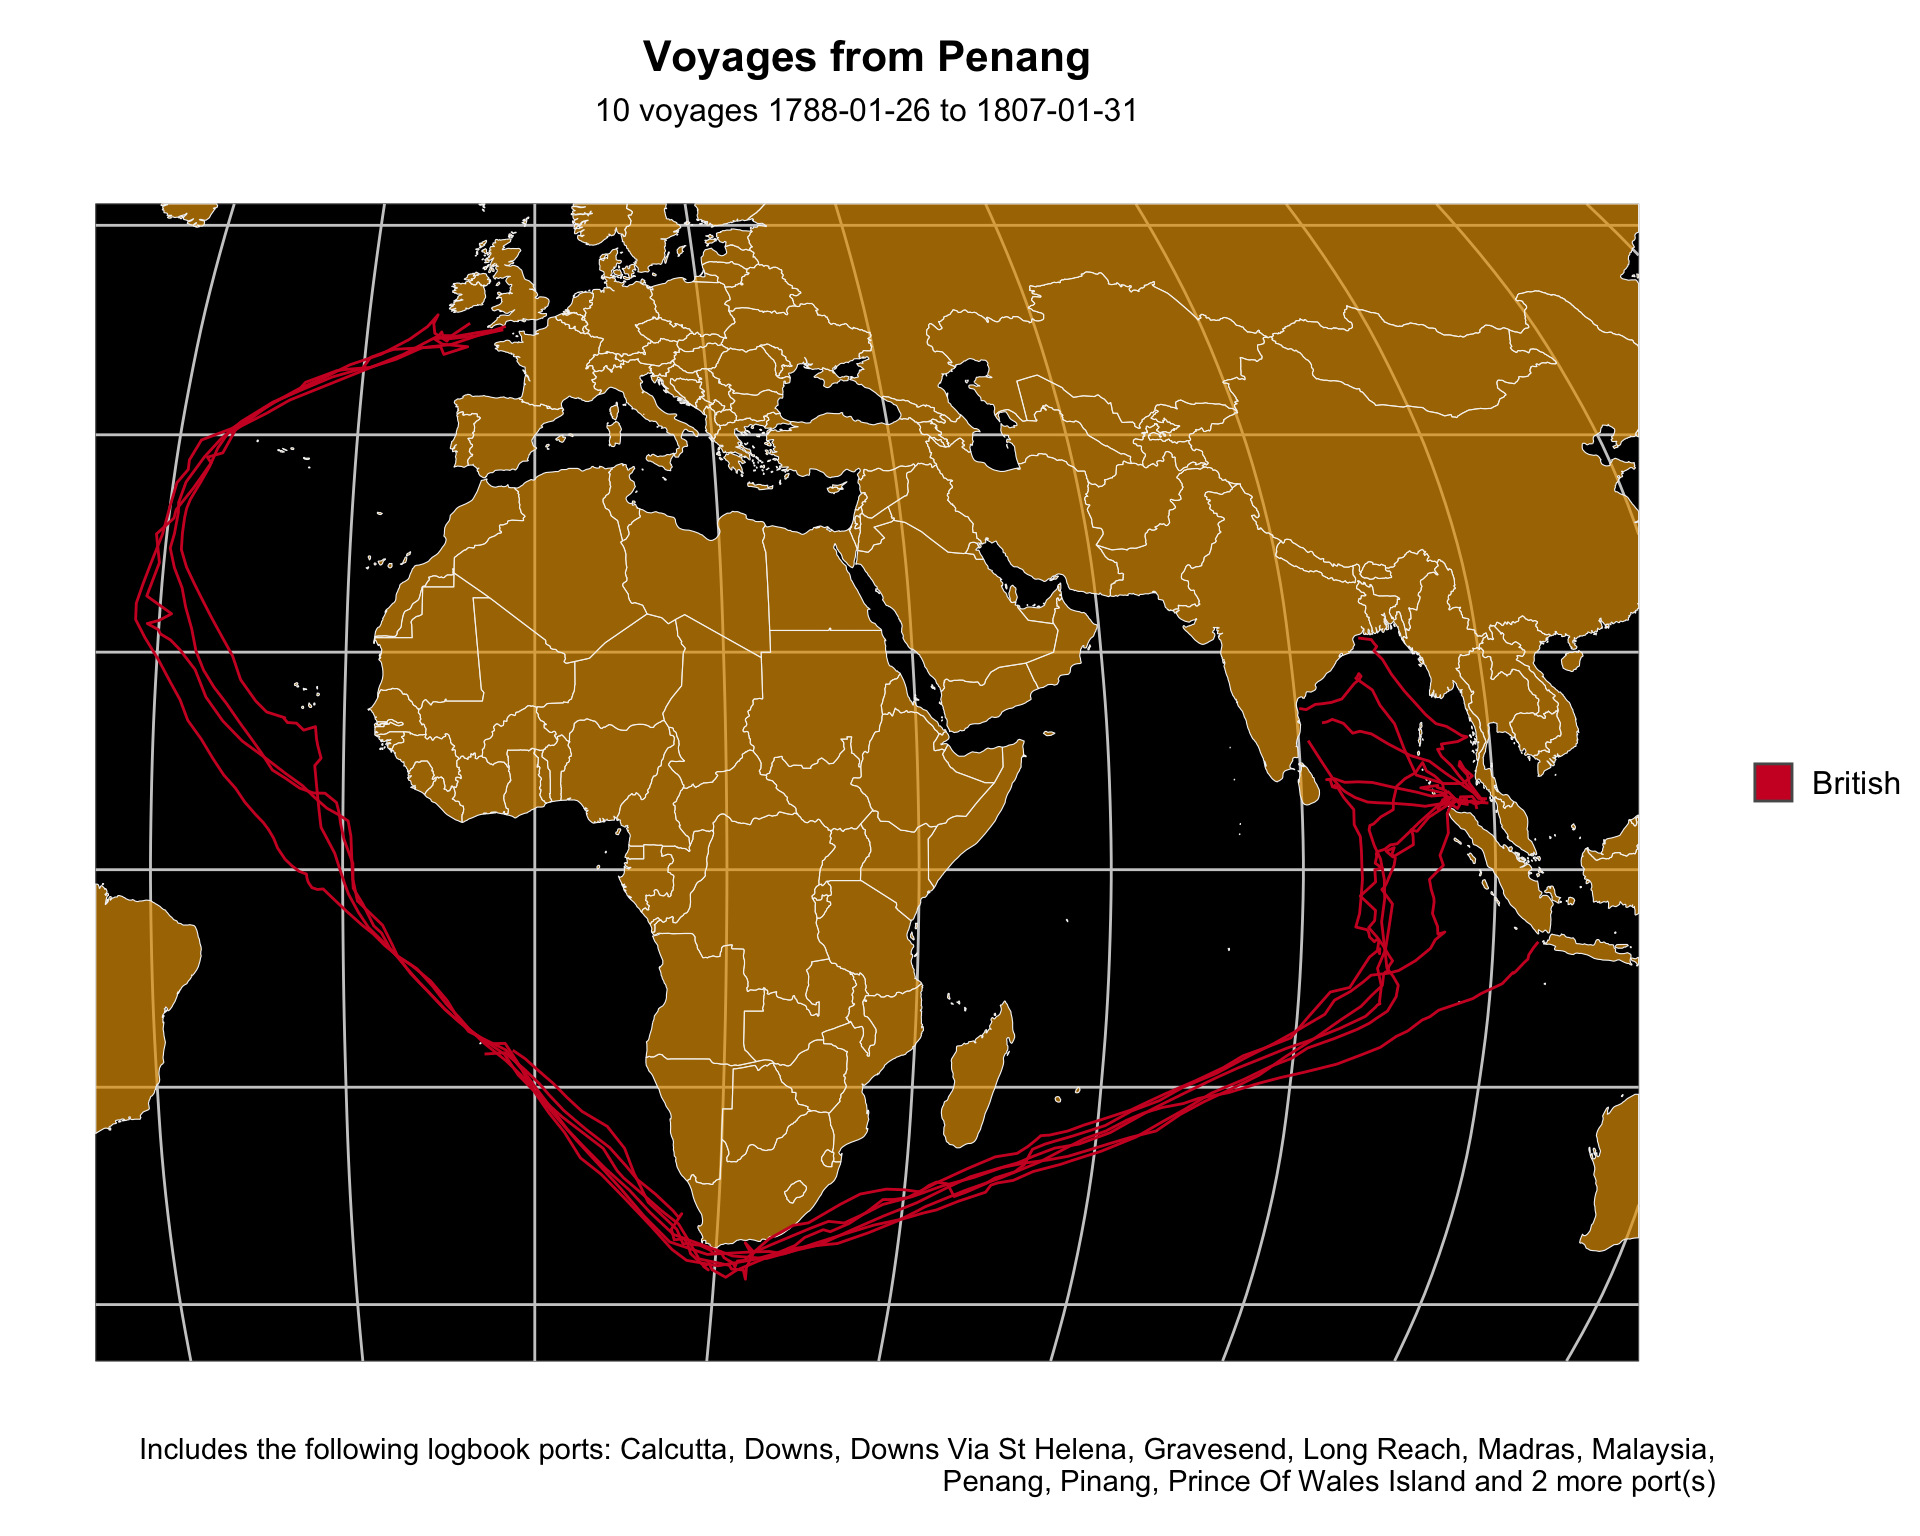 Voyages from Penang
10 voyages 1788-01-26 to 1807-01-31
British
Includes the following logbook ports: Calcutta, Downs, Downs Via St Helena, Gravesend, Long Reach, Madras, Malaysia,
Penang, Pinang, Prince Of Wales Island and 2 more port(s)